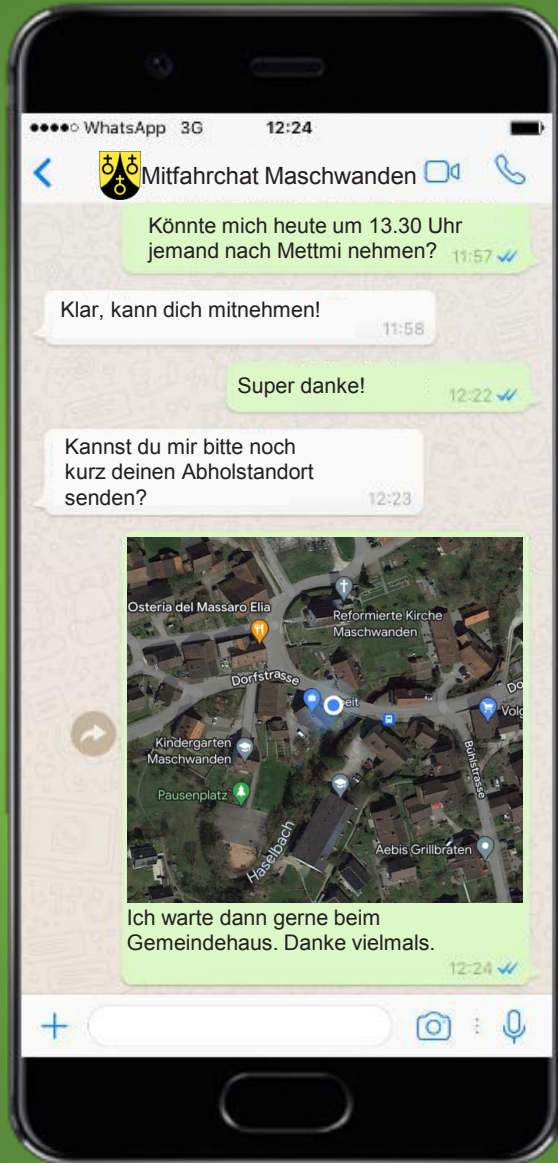 WhatsApp 3G 12:24
Mitfahrchat Maschwanden
Könnte mich heute um 13.30 Uhr
jemand nach Mettmi nehmen?
11:57
Klar, kann dich mitnehmen!
11:58
Super danke!
12:22
Kannst du mir bitte noch
kurz deinen Abholstandort
senden?
12:23
Osteria del Massaro Elia
Reformierte Kirche
Maschwanden
Dorfstrasse
Kindergarten
Maschwanden
Pausenplatz
Haselbach
Bühlstrasse
Aebis Grillbraten
Ich warte dann gerne beim
Gemeindehaus. Danke vielmals.
12:24